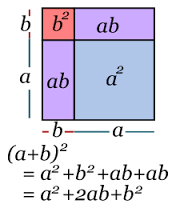 b b² ab
a ab a²
b a
(a+b)²
= a²+b²+ab+ab
= a²+2ab+b²